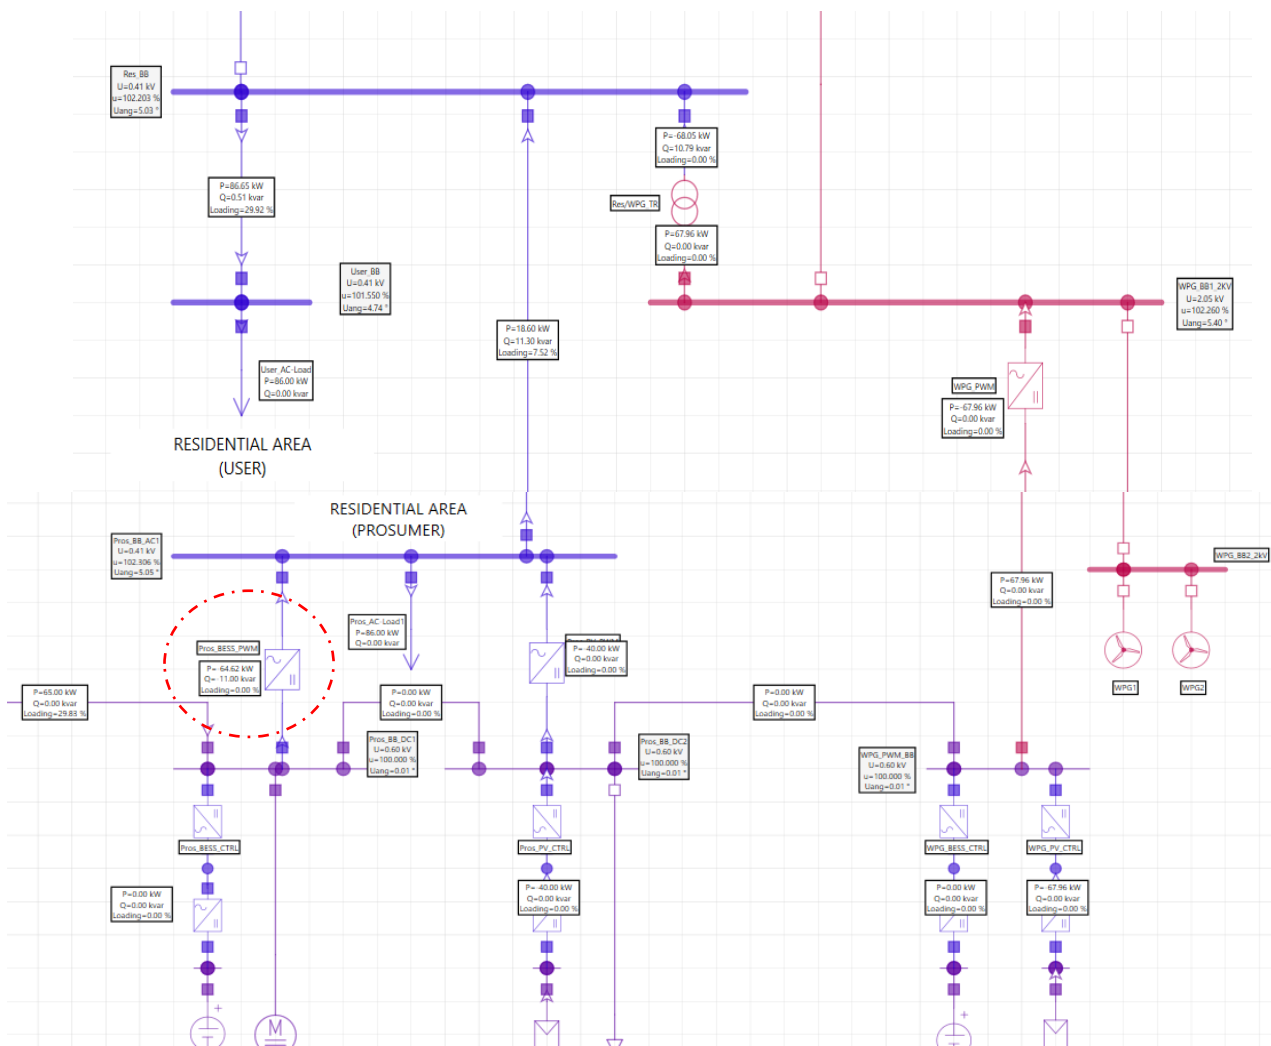 Res_BB
U=0.41 kV
u=102.203 %
Uang=5.03 °
P=-68.05 kW
Q=10.79 kvar
Loading=0.00 %
P=86.65 kW
Q=0.51 kvar
Loading=29.92 %
Res/WPG_TR
P=67.96 kW
Q=0.00 kvar
Loading=0.00 %
User_BB
U=0.41 kV
u=101.550 %
Uang=4.74 °
WPG_BB1_2KV
U=2.05 kV
u=102.260 %
Uang=5.40 °
P=18.60 kW
Q=11.30 kvar
Loading=7.52 %
User_AC-Load
P=86.00 kW
Q=0.00 kvar
WPG_PWM
P=-67.96 kW
Q=0.00 kvar
Loading=0.00 %
RESIDENTIAL AREA
(USER)
RESIDENTIAL AREA
(PROSUMER)
Pros_BB_AC1
U=0.41 kV
u=102.306 %
Uang=5.05 °
WPG_BB2_2kV
P=67.96 kW
Q=0.00 kvar
Loading=0.00 %
Pros_AC-Load1
P=86.00 kW
Q=0.00 kvar
Pros_BESS_PWM
P=-64.62 kW
Q=-11.00 kvar
Loading=0.00 %
P=-40.00 kW
Q=0.00 kvar
Loading=0.00 %
WPG1
WPG2
P=65.00 kW
Q=0.00 kvar
Loading=29.83 %
P=0.00 kW
Q=0.00 kvar
Loading=0.00 %
P=0.00 kW
Q=0.00 kvar
Loading=0.00 %
Pros_BB_DC1
U=0.60 kV
u=100.000 %
Uang=0.01 °
Pros_BB_DC2
U=0.60 kV
u=100.000 %
Uang=0.01 °
WPG_PWM_BB
U=0.60 kV
u=100.000 %
Uang=0.01 °
Pros_BESS_CTRL
Pros_PV_CTRL
WPG_BESS_CTRL
WPG_PV_CTRL
P=0.00 kW
Q=0.00 kvar
Loading=0.00 %
P=-40.00 kW
Q=0.00 kvar
Loading=0.00 %
P=0.00 kW
Q=0.00 kvar
Loading=0.00 %
P=-67.96 kW
Q=0.00 kvar
Loading=0.00 %
+
M
+